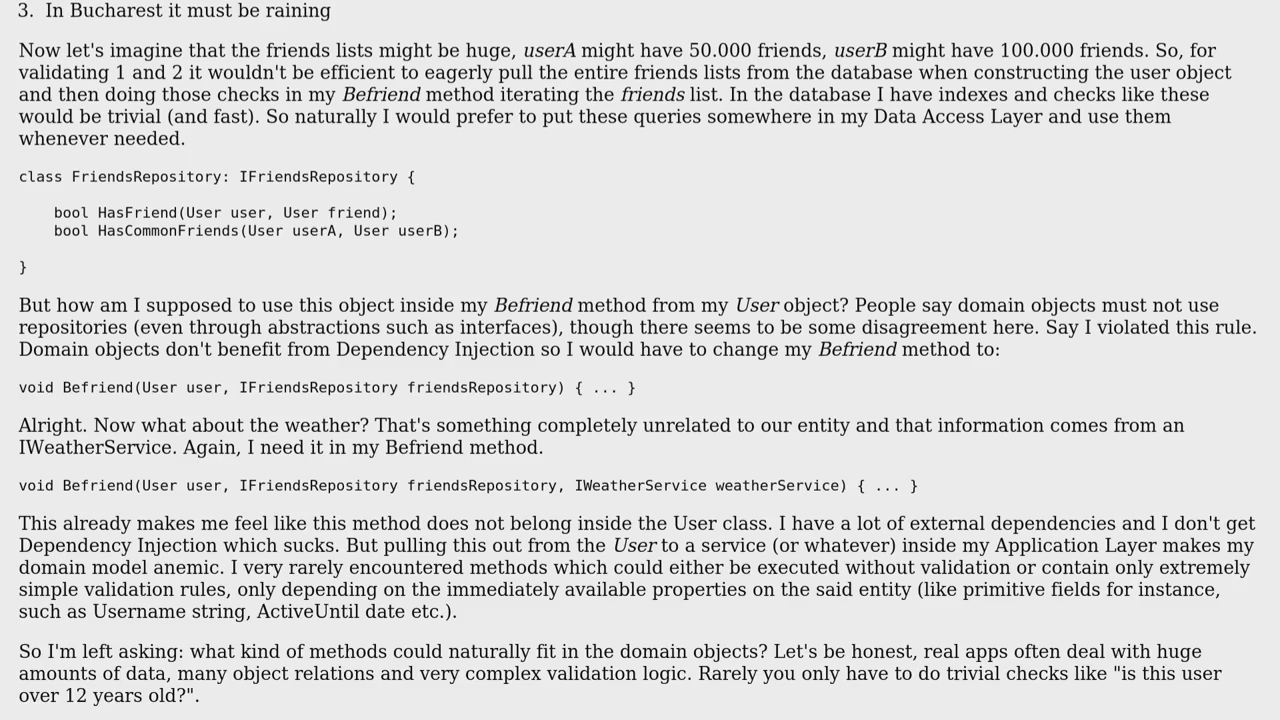 3. In Bucharest it must be raining
Now let's imagine that the friends lists might be huge, userA might have 50.000 friends, userB might have 100.000 friends. So, for
validating 1 and 2 it wouldn't be efficient to eagerly pull the entire friends lists from the database when constructing the user object
and then doing those checks in my Befriend method iterating the friends list. In the database I have indexes and checks like these
would be trivial (and fast). So naturally I would prefer to put these queries somewhere in my Data Access Layer and use them
whenever needed.
class FriendsRepository: IFriendsRepository {
    bool HasFriend(User user, User friend);
    bool HasCommonFriends(User userA, User userB);
}
But how am I supposed to use this object inside my Befriend method from my User object? People say domain objects must not use
repositories (even through abstractions such as interfaces), though there seems to be some disagreement here. Say I violated this rule.
Domain objects don't benefit from Dependency Injection so I would have to change my Befriend method to:
void Befriend(User user, IFriendsRepository friendsRepository) { ... }
Alright. Now what about the weather? That's something completely unrelated to our entity and that information comes from an
IWeatherService. Again, I need it in my Befriend method.
void Befriend(User user, IFriendsRepository friendsRepository, IWeatherService weatherService) { ... }
This already makes me feel like this method does not belong inside the User class. I have a lot of external dependencies and I don't get
Dependency Injection which sucks. But pulling this out from the User to a service (or whatever) inside my Application Layer makes my
domain model anemic. I very rarely encountered methods which could either be executed without validation or contain only extremely
simple validation rules, only depending on the immediately available properties on the said entity (like primitive fields for instance,
such as Username string, ActiveUntil date etc.).
So I'm left asking: what kind of methods could naturally fit in the domain objects? Let's be honest, real apps often deal with huge
amounts of data, many object relations and very complex validation logic. Rarely you only have to do trivial checks like "is this user
over 12 years old?".